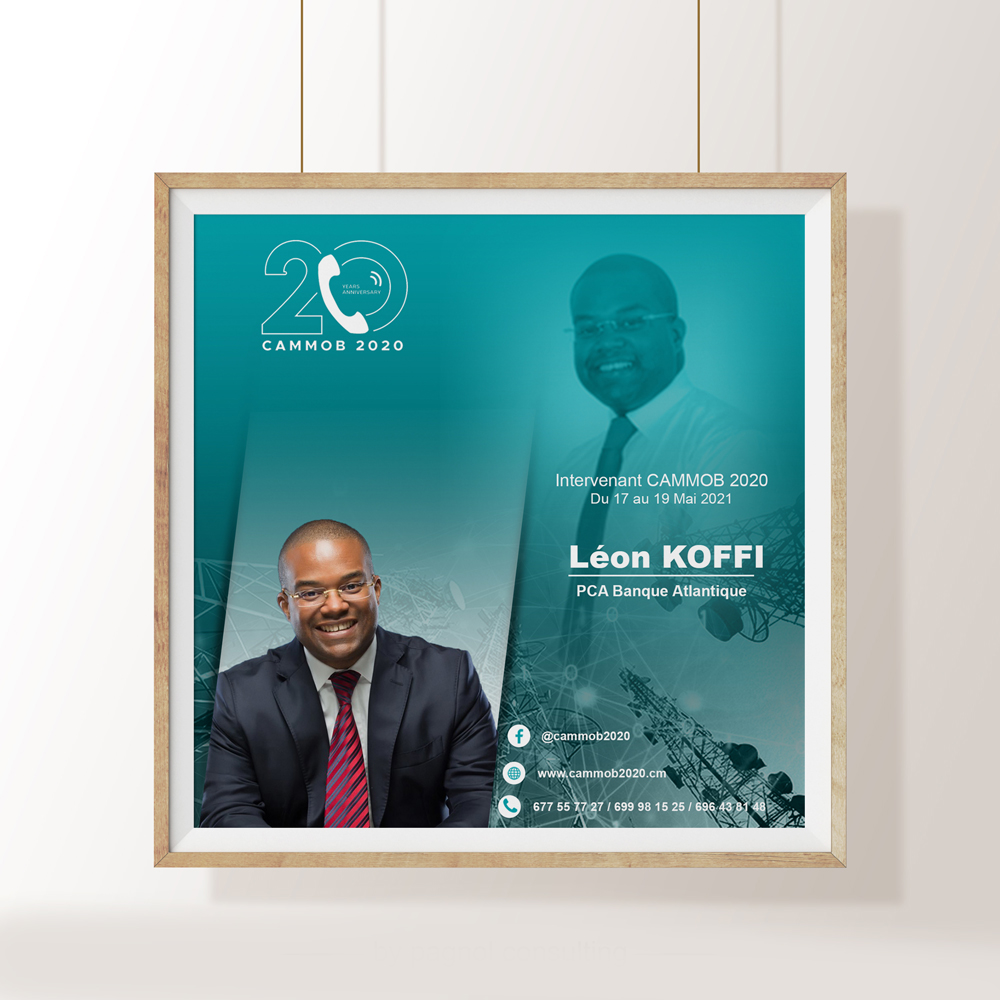 20
YEARS
ANNIVERSARY
CAMMOB 2020
Intervenant CAMMOB 2020
Du 17 au 19 Mai 2021
Léon KOFFI
PCA Banque Atlantique
@cammob2020
www.cammob2020.cm
677 55 77 27 / 699 98 15 25 / 696 43 81 48